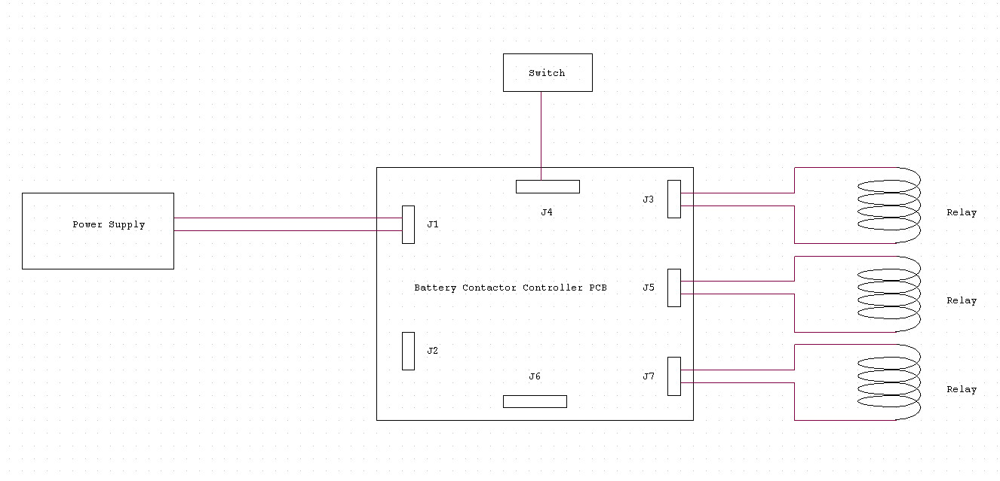 Switch
J3
J4
Relay
Power Supply
J1
Battery Contactor Controller PCB
J5
Relay
J2
J6
J7
Relay